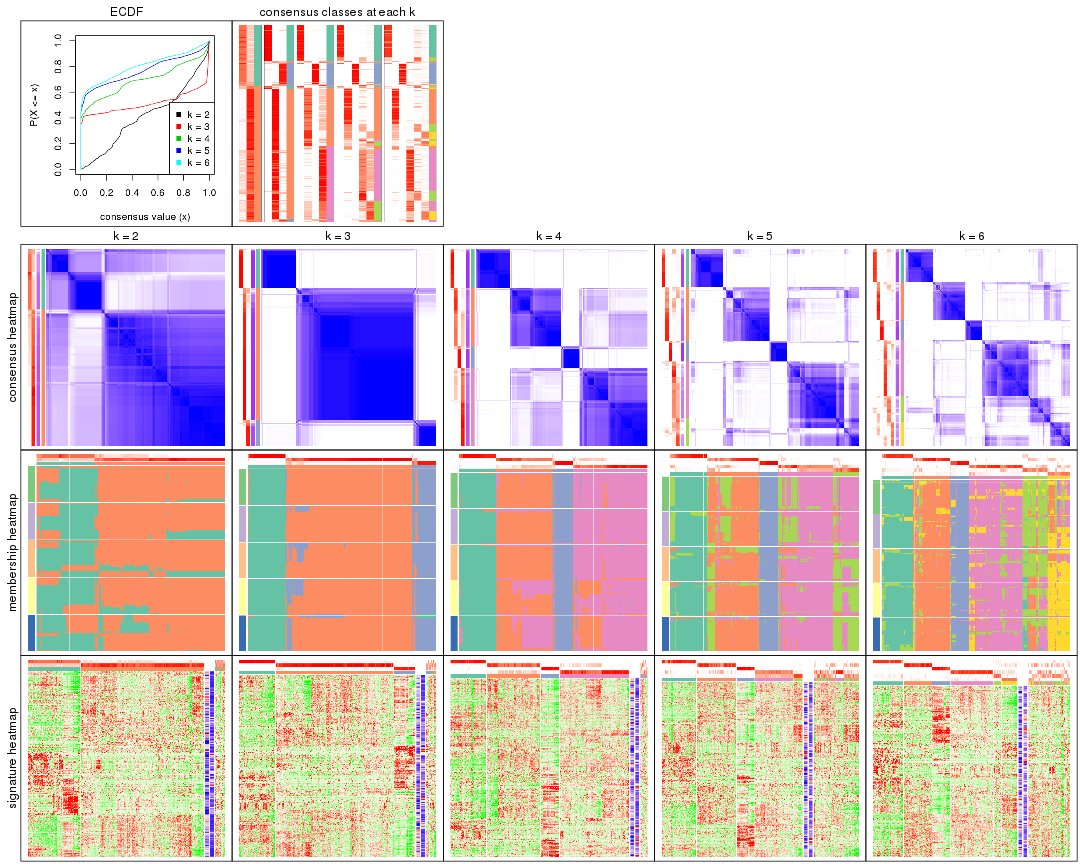 ECDF
consensus classes at each k
P(X <= x)
0.0 0.2 0.4 0.6 0.8 1.0
k = 2
k = 3
k = 4
k = 5
k = 6
0.0 0.2 0.4 0.6 0.8 1.0
consensus value (x)
k = 2 k = 3 k = 4 k = 5 k = 6
consensus heatmap
membership heatmap
signature heatmap